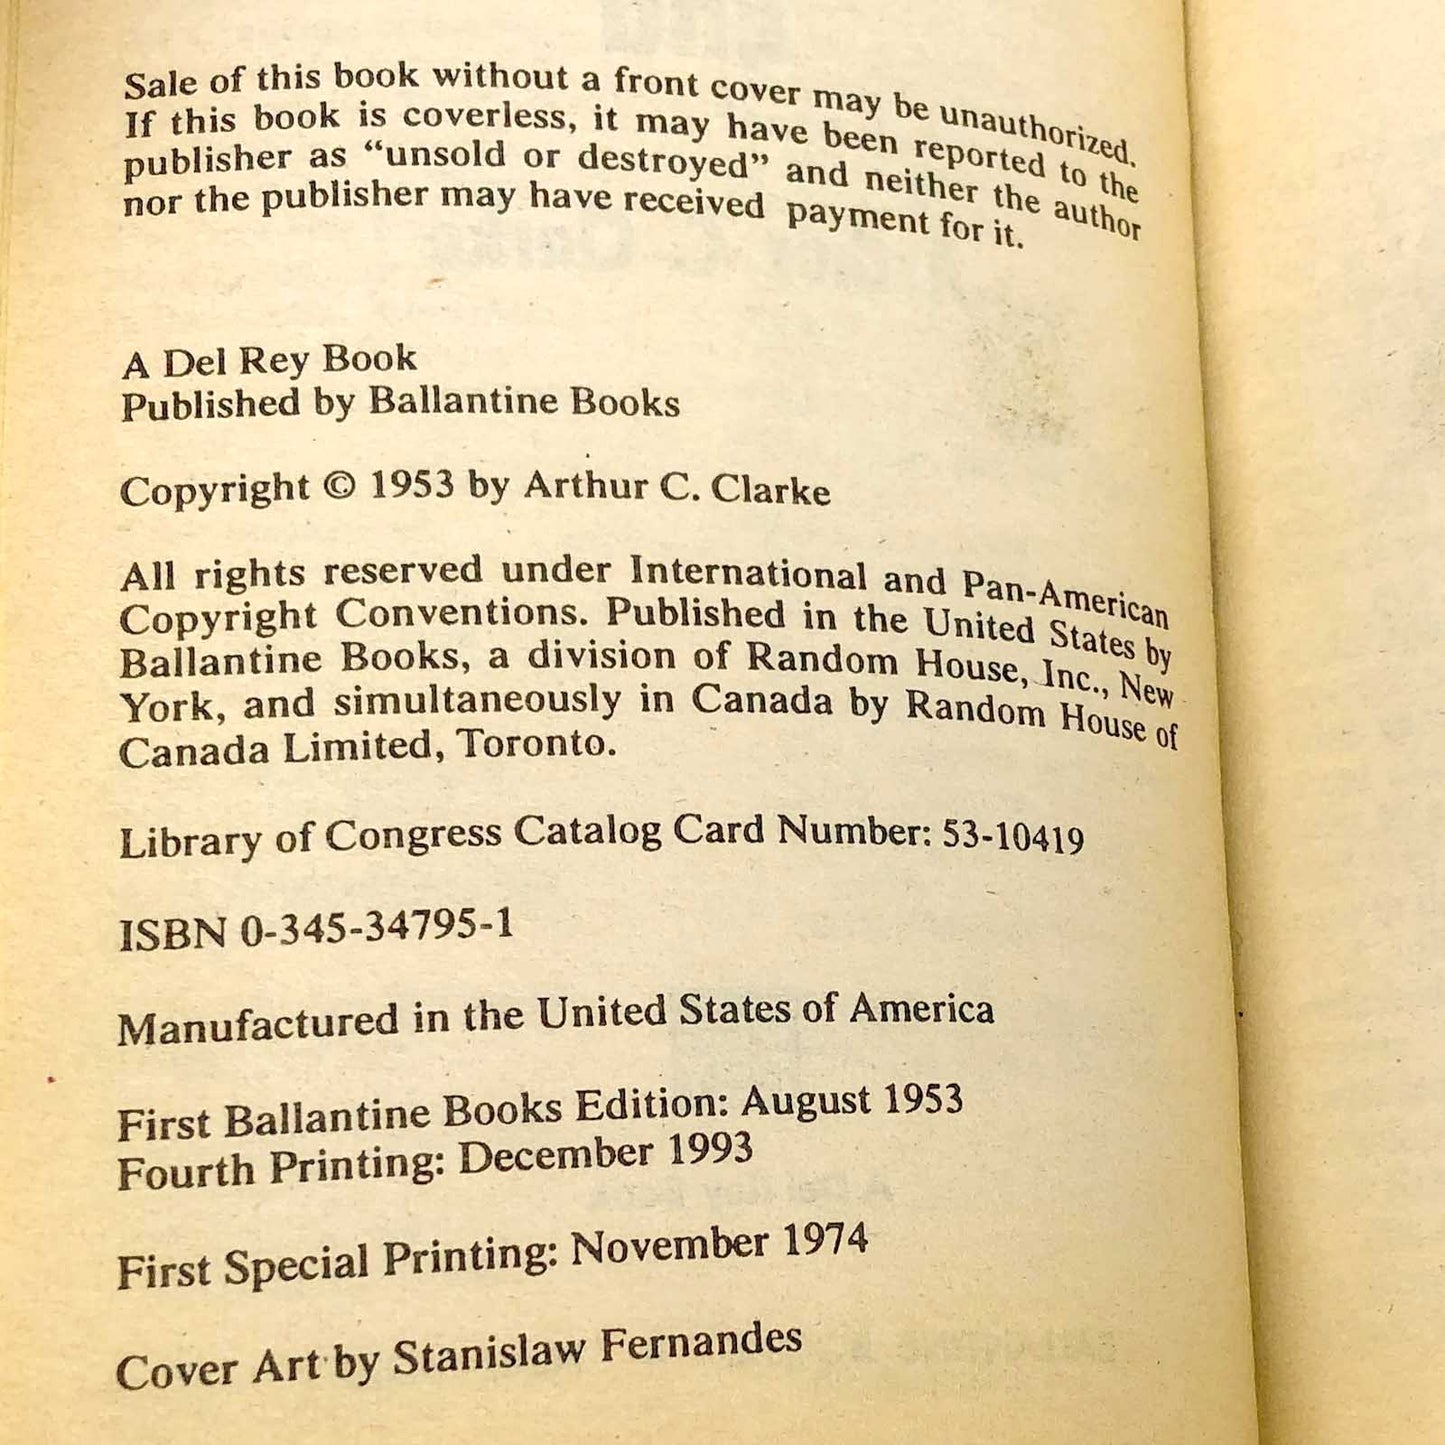 Sale of this book without a front cover may be unauthorized.
If this book is coverless, it may have been reported to the
publisher as “unsold or destroyed” and neither the author
nor the publisher may have received payment for it.
A Del Rey Book
Published by Ballantine Books
Copyright © 1953 by Arthur C. Clarke
All rights reserved under International and Pan-American
Copyright Conventions. Published in the United States by
Ballantine Books, a division of Random House, Inc., New
York, and simultaneously in Canada by Random House of
Canada Limited, Toronto.
Library of Congress Catalog Card Number: 53-10419
ISBN 0-345-34795-1
Manufactured in the United States of America
First Ballantine Books Edition: August 1953
Fourth Printing: December 1993
First Special Printing: November 1974
Cover Art by Stanislaw Fernandes